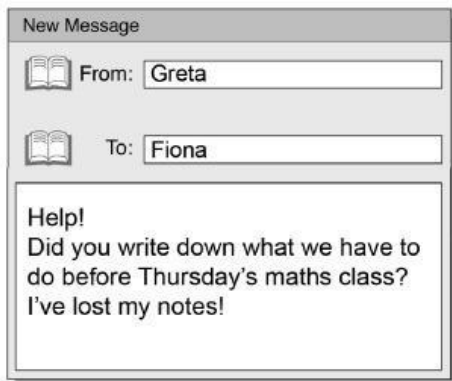 New Message
From: Greta
To: Fiona
Help!
Did you write down what we have to
do before Thursday's maths class?
I've lost my notes!